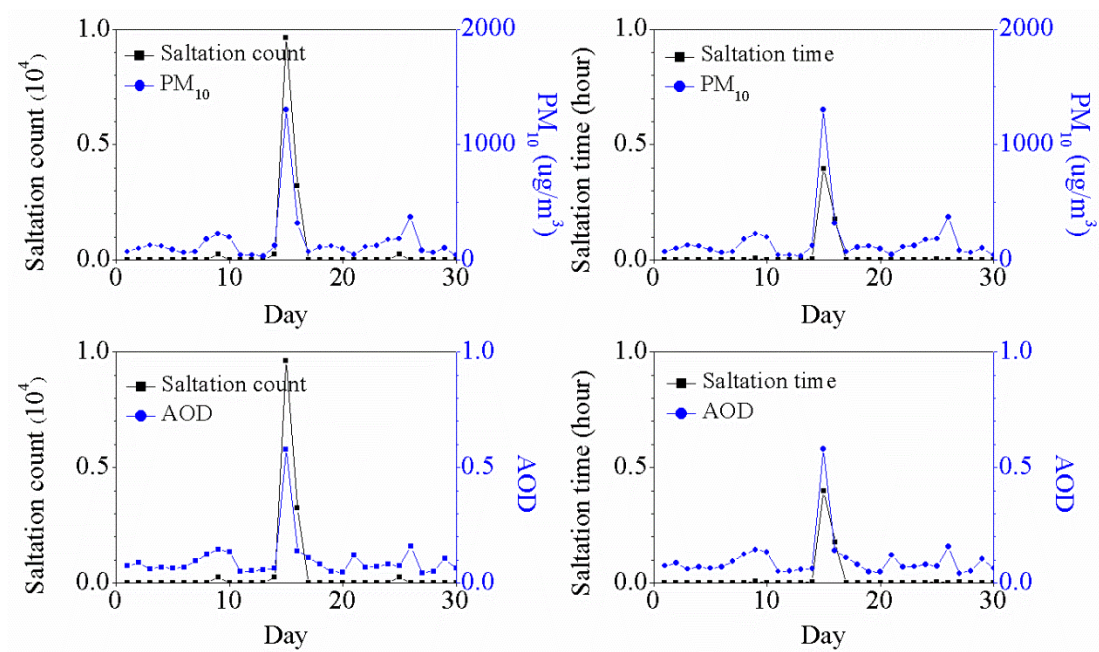 1.0
0.5
0.0
2000
1000
0
0
10
20
30
Saltation count (10⁴)
Saltation count
PM₁₀
PM₁₀ (ug/m³)
Day
1.0
0.5
0.0
2000
1000
0
0
10
20
30
Saltation time (hour)
Saltation time
PM₁₀
PM₁₀ (ug/m³)
Day
1.0
0.5
0.0
1.0
0.5
0.0
0
10
20
30
Saltation count (10⁴)
Saltation count
AOD
AOD
Day
1.0
0.5
0.0
1.0
0.5
0.0
0
10
20
30
Saltation time (hour)
Saltation time
AOD
AOD
Day